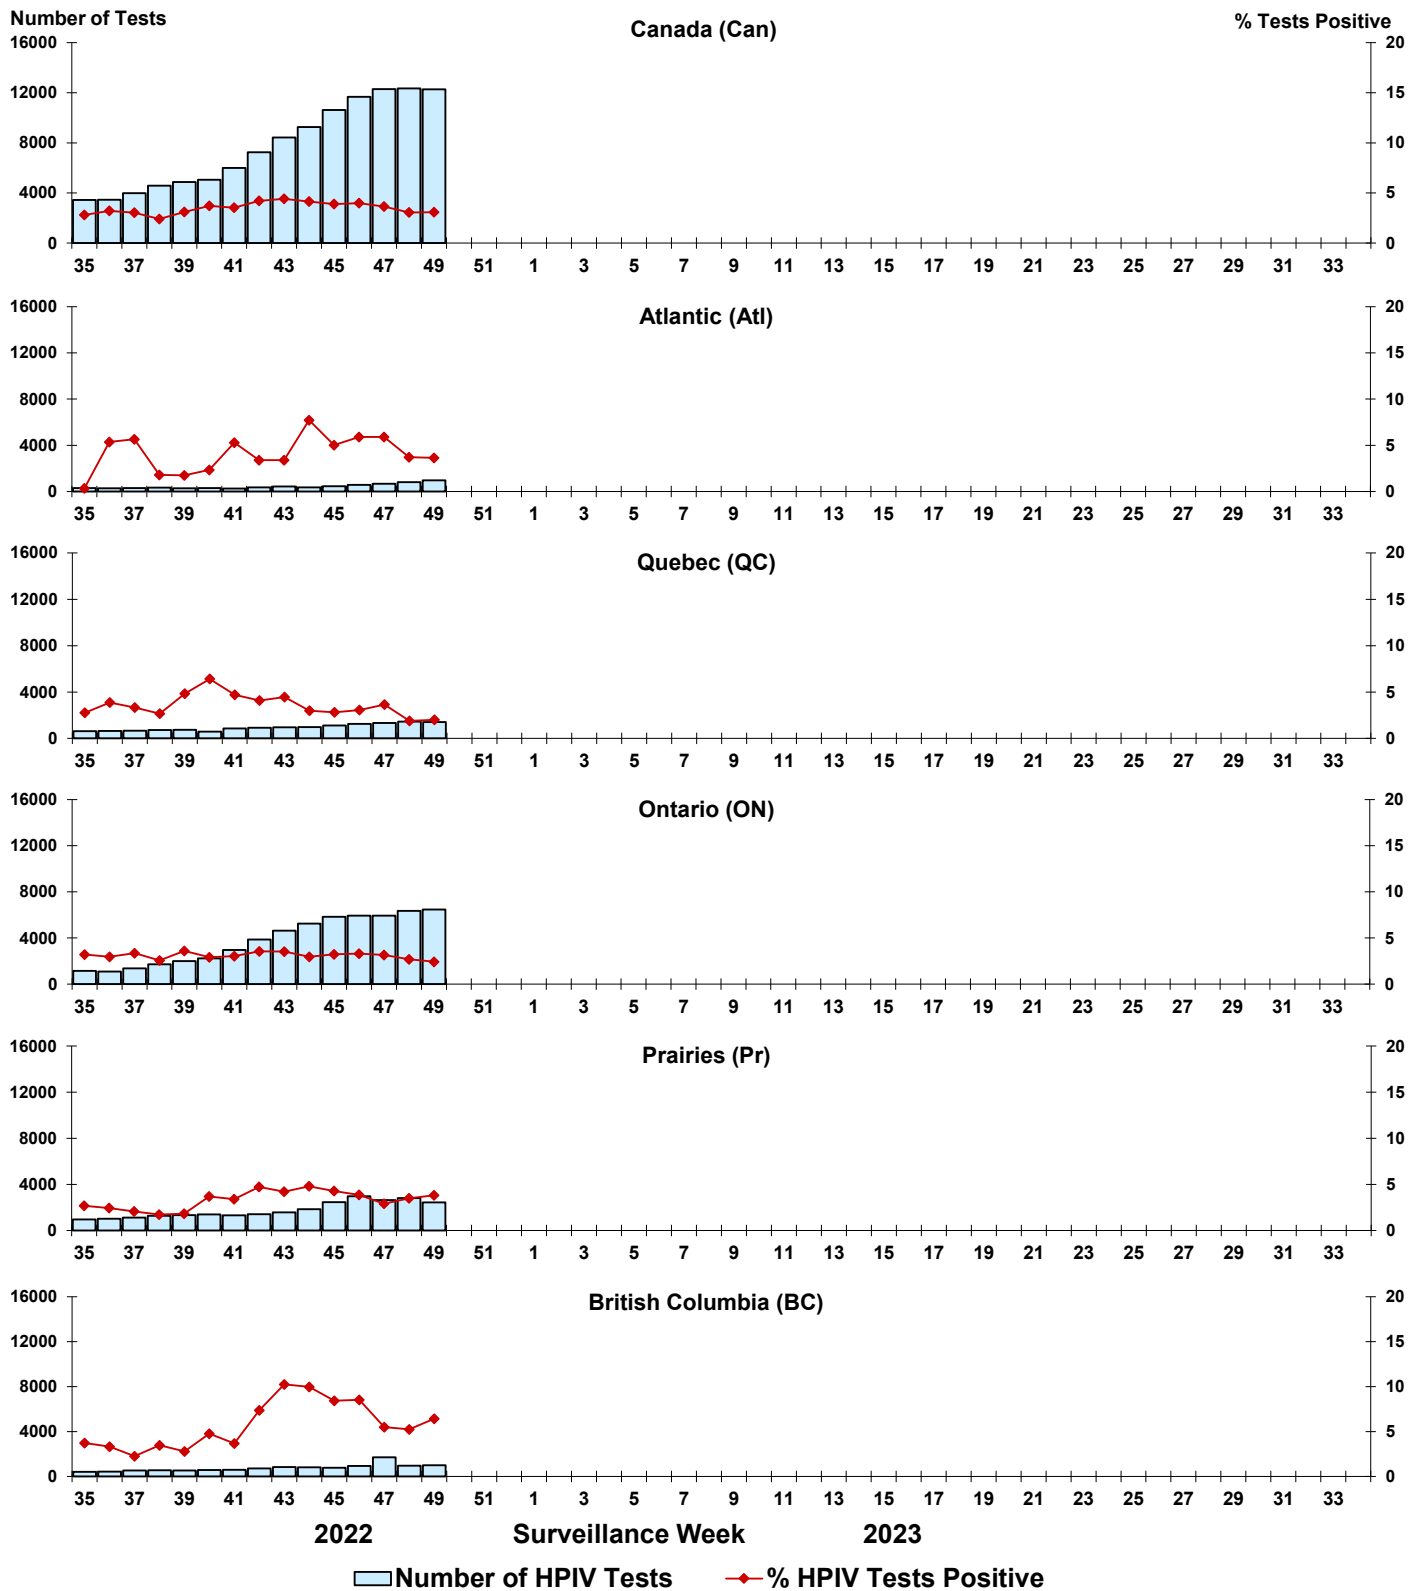 Number of Tests
Canada (Can)
% Tests Positive
16000 20
12000 15
8000 10
4000 5
0 0
35 37 39 41 43 45 47 49 51 1 3 5 7 9 11 13 15 17 19 21 23 25 27 29 31 33
Atlantic (Atl)
16000 20
12000 15
8000 10
4000 5
0 0
35 37 39 41 43 45 47 49 51 1 3 5 7 9 11 13 15 17 19 21 23 25 27 29 31 33
Quebec (QC)
16000 20
12000 15
8000 10
4000 5
0 0
35 37 39 41 43 45 47 49 51 1 3 5 7 9 11 13 15 17 19 21 23 25 27 29 31 33
Ontario (ON)
16000 20
12000 15
8000 10
4000 5
0 0
35 37 39 41 43 45 47 49 51 1 3 5 7 9 11 13 15 17 19 21 23 25 27 29 31 33
Prairies (Pr)
16000 20
12000 15
8000 10
4000 5
0 0
35 37 39 41 43 45 47 49 51 1 3 5 7 9 11 13 15 17 19 21 23 25 27 29 31 33
British Columbia (BC)
16000 20
12000 15
8000 10
4000 5
0 0
35 37 39 41 43 45 47 49 51 1 3 5 7 9 11 13 15 17 19 21 23 25 27 29 31 33
2022 Surveillance Week 2023
Number of HPIV Tests % HPIV Tests Positive